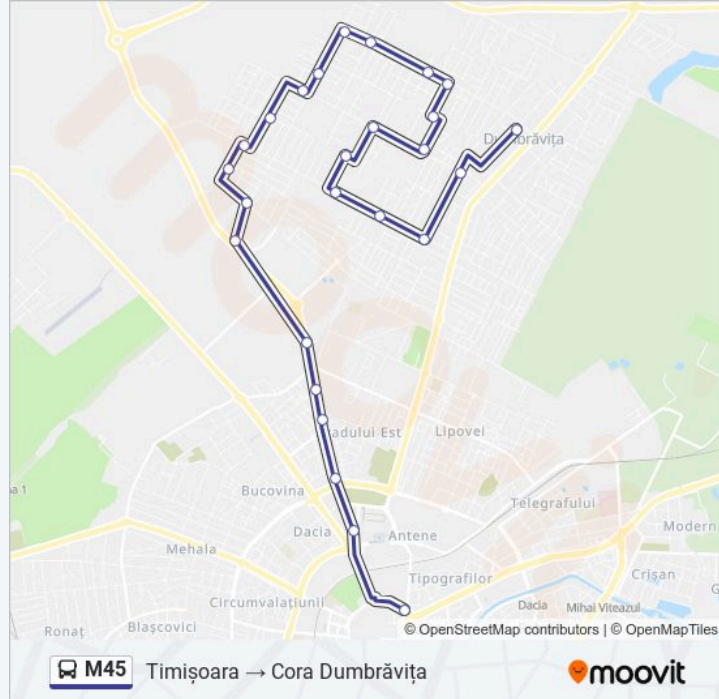 Dumbrăvița
adului Est
Lipovei
Bucovina
Telegrafului
Dacia
Antene
Modern
Mehala
Tipografilor
Crișan
Circumvalațiunii
Dacia
Mihai Viteazul
Ronaț
Blașcovici
© OpenStreetMap contributors | © OpenMapTiles
M45 Timișoara → Cora Dumbrăvița
moovit